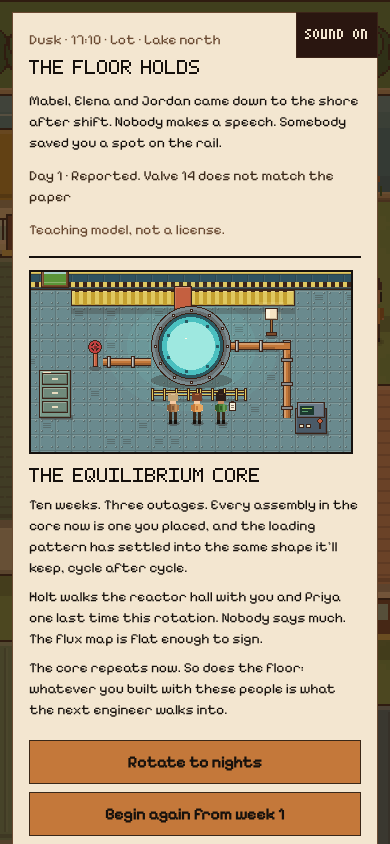 SOUND ON
Dusk · 17:10 · Lot · Lake north
THE FLOOR HOLDS
Mabel, Elena and Jordan came down to the shore
after shift. Nobody makes a speech. Somebody
saved you a spot on the rail.
Day 1 · Reported. Valve 14 does not match the
paper
Teaching model, not a license.
THE EQUILIBRIUM CORE
Ten weeks. Three outages. Every assembly in the
core now is one you placed, and the loading
pattern has settled into the same shape it'll
keep, cycle after cycle.
Holt walks the reactor hall with you and Priya
one last time this rotation. Nobody says much.
The flux map is flat enough to sign.
The core repeats now. So does the floor:
whatever you built with these people is what
the next engineer walks into.
Rotate to nights
Begin again from week 1